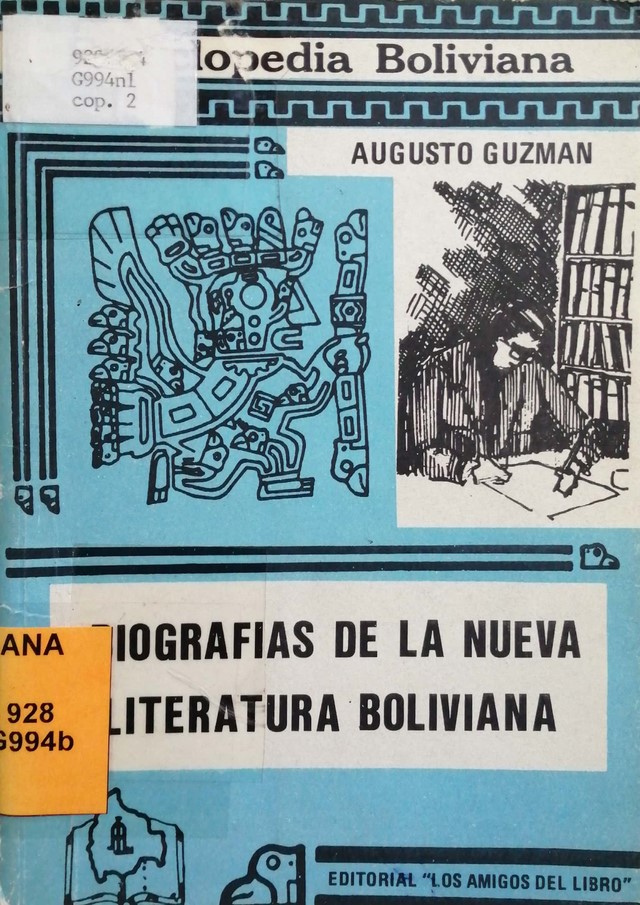 G994n1
cop. 2
lopedia Boliviana
AUGUSTO GUZMAN
BIOGRAFIAS DE LA NUEVA
LITERATURA BOLIVIANA
ANA
928
G994b
EDITORIAL "LOS AMIGOS DEL LIBRO"